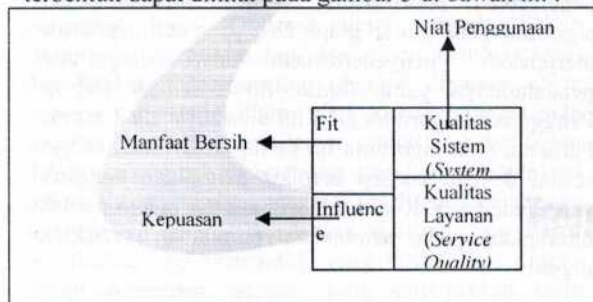 Niat Penggunaan
Fit
Kualitas
Manfaat Bersih
Sistem
(System
Kualitas
Kepuasan
Influenc
e
Layanan
(Service
Quality)